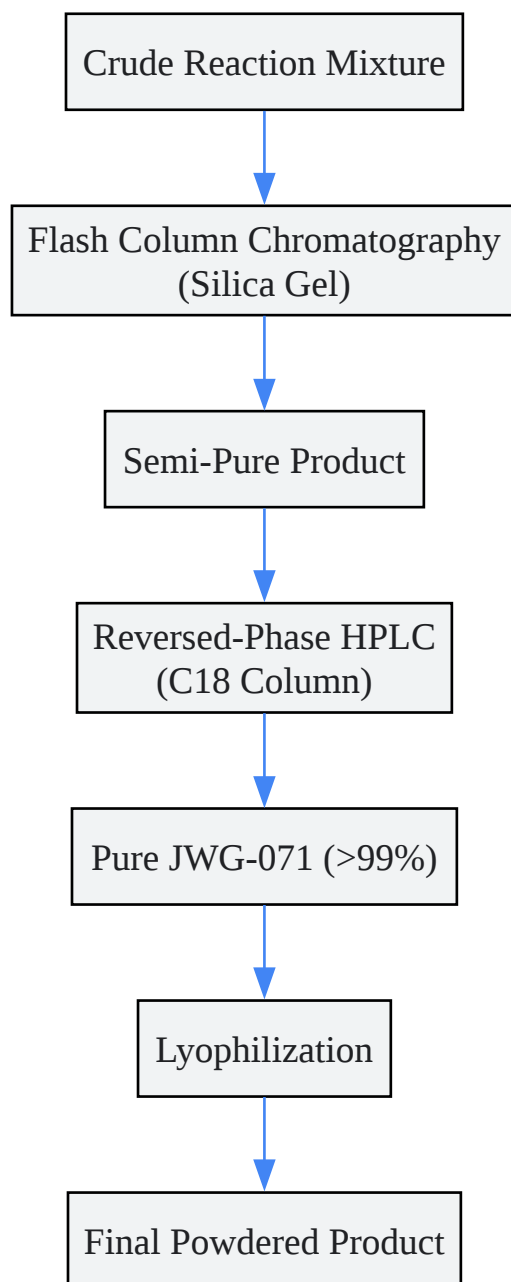 Crude Reaction Mixture
Flash Column Chromatography
(Silica Gel)
Semi-Pure Product
Reversed-Phase HPLC
(C18 Column)
Pure JWG-071 (>99%)
Lyophilization
Final Powdered Product